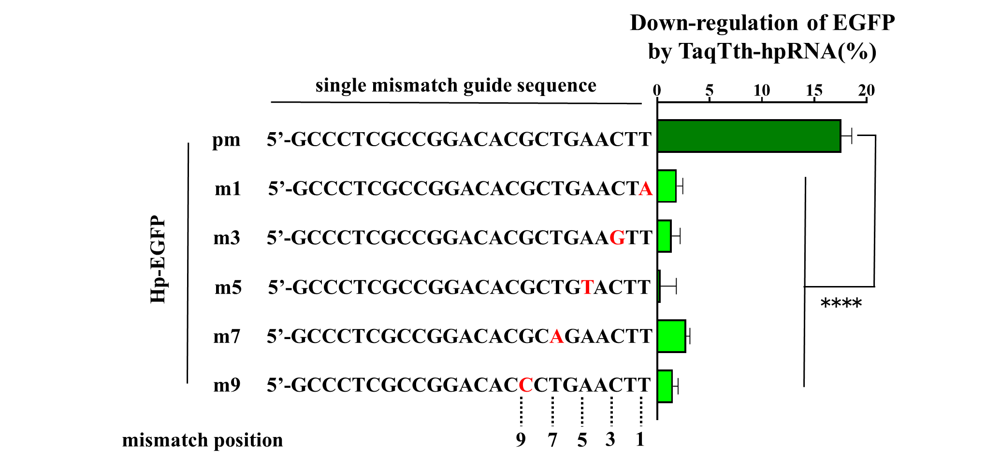 Down-regulation of EGFP
by TaqTth-hpRNA(%)
single mismatch guide sequence
0 5 10 15 20
Hp-EGFP
pm 5’-GCCCTCGCCGGACACGCTGAACTT
m1 5’-GCCCTCGCCGGACACGCTGAACTA
m3 5’-GCCCTCGCCGGACACGCTGAAGTT
m5 5’-GCCCTCGCCGGACACGCTGTACTT
m7 5’-GCCCTCGCCGGACACGCAGAACTT
m9 5’-GCCCTCGCCGGACACCCTGAACTT
****
mismatch position 9 7 5 3 1